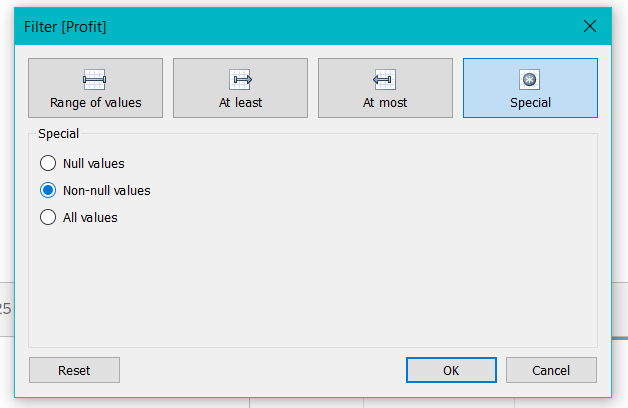 Filter [Profit]
Range of values
At least
At most
Special
Special
Null values
Non-null values
All values
25
Reset
OK
Cancel